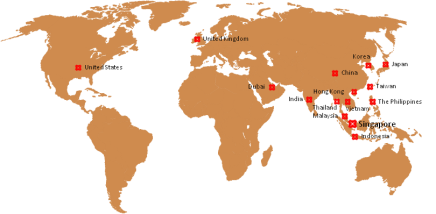 United Kingdom
Korea
Japan
United States
China
Dubai
Taiwan
Hong Kong
India
The Philippines
Thailand
Vietnam
Malaysia
Singapore
Indonesia